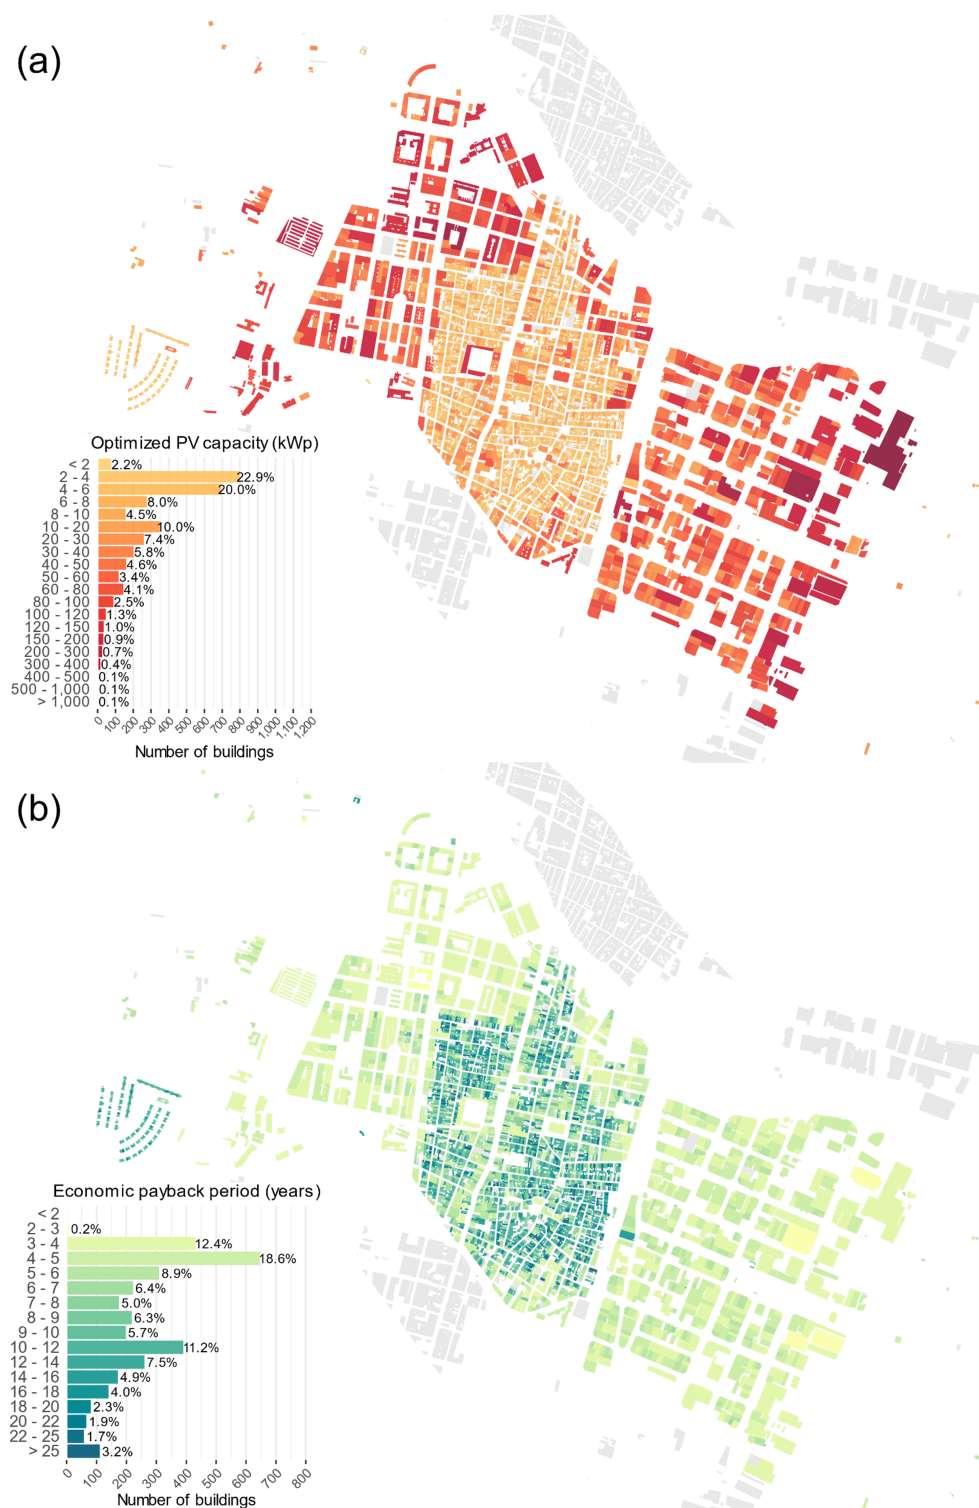 (a)
Optimized PV capacity (kWp)
< 2 2.2%
2 - 4 22.9%
4 - 6 20.0%
6 - 8 8.0%
8 - 10 4.5%
10 - 20 10.0%
20 - 30 7.4%
30 - 40 5.8%
40 - 50 4.6%
50 - 60 3.4%
60 - 80 4.1%
80 - 100 2.5%
100 - 120 1.3%
120 - 150 1.0%
150 - 200 0.9%
200 - 300 0.7%
300 - 400 0.4%
400 - 500 0.1%
500 - 1,000 0.1%
> 1,000 0.1%
0 100 200 300 400 500 600 700 800 900 1,000 1,100 1,200
Number of buildings
(b)
Economic payback period (years)
< 2
2 - 3 0.2%
3 - 4 12.4%
4 - 5 18.6%
5 - 6 8.9%
6 - 7 6.4%
7 - 8 5.0%
8 - 9 6.3%
9 - 10 5.7%
10 - 12 11.2%
12 - 14 7.5%
14 - 16 4.9%
16 - 18 4.0%
18 - 20 2.3%
20 - 22 1.9%
22 - 25 1.7%
> 25 3.2%
0 100 200 300 400 500 600 700 800
Number of buildings